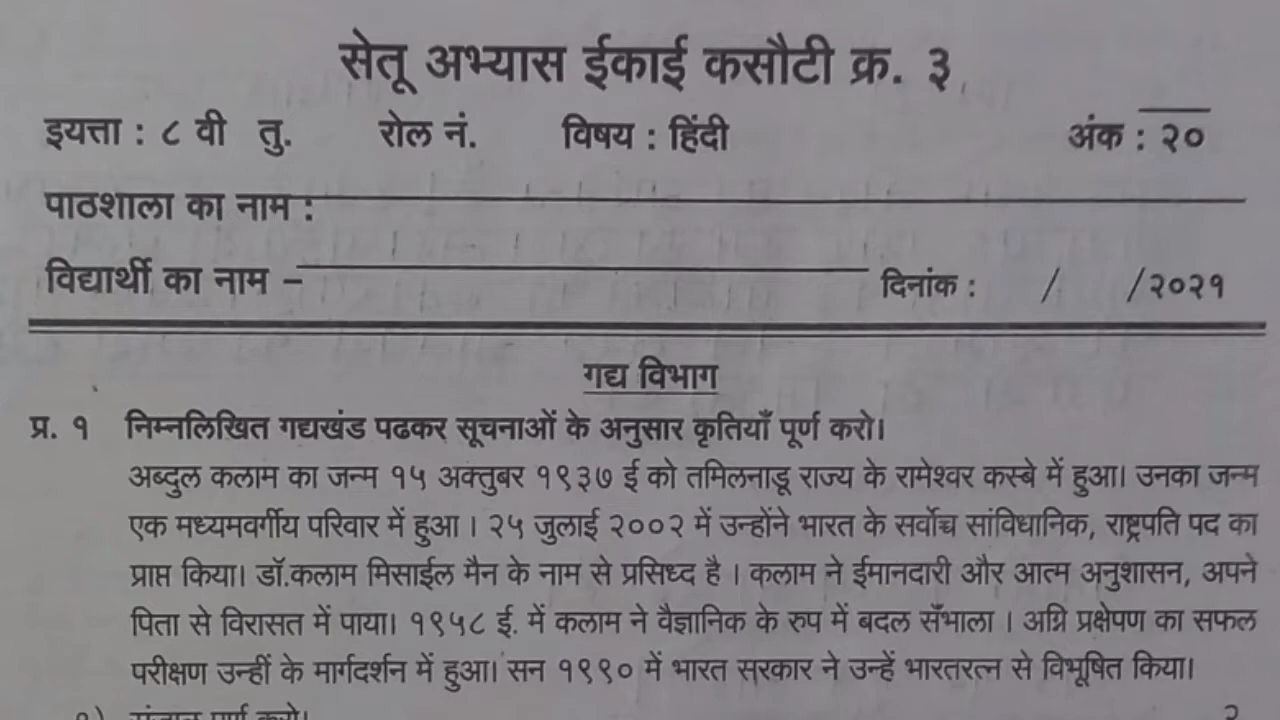 सेतू अभ्यास ईकाई कसौटी क्र. ३
इयत्ता : ८ वी तु. रोल नं. विषय : हिंदी अंक : २०
पाठशाला का नाम :
विद्यार्थी का नाम – दिनांक : / /२०२१
गद्य विभाग
प्र. १ निम्नलिखित गद्यखंड पढकर सूचनाओं के अनुसार कृतियाँ पूर्ण करो।
अब्दुल कलाम का जन्म १५ अक्तुबर १९३७ ई को तमिलनाडू राज्य के रामेश्वर कस्बे में हुआ। उनका जन्म
एक मध्यमवर्गीय परिवार में हुआ । २५ जुलाई २००२ में उन्होंने भारत के सर्वोच्च सांविधानिक, राष्ट्रपति पद का
प्राप्त किया। डॉ.कलाम मिसाईल मैन के नाम से प्रसिध्द है । कलाम ने ईमानदारी और आत्म अनुशासन, अपने
पिता से विरासत में पाया। १९५८ ई. में कलाम ने वैज्ञानिक के रुप में बदल सँभाला । अग्नि प्रक्षेपण का सफल
परीक्षण उन्हीं के मार्गदर्शन में हुआ। सन १९९० में भारत सरकार ने उन्हें भारतरत्न से विभूषित किया।